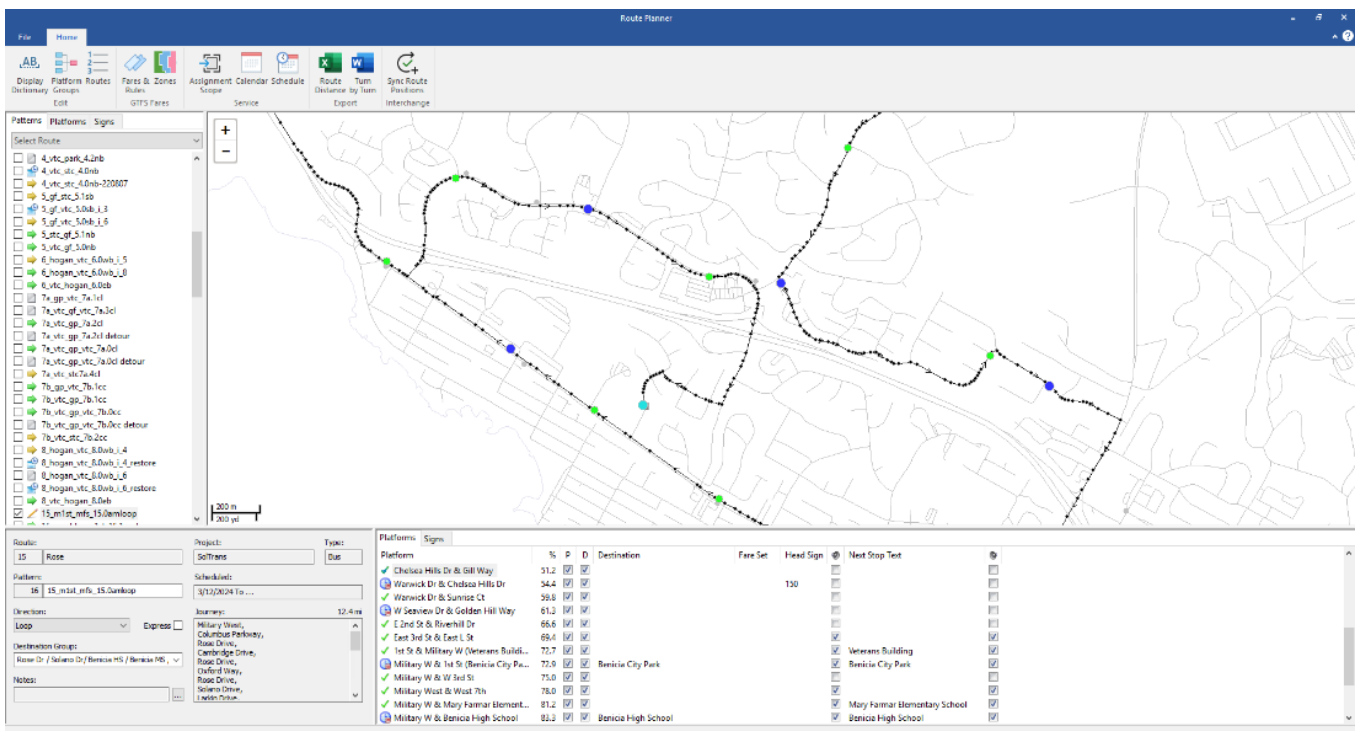 Route Planner
File Home
Display Dictionary Platform Groups Routes Fares & Rules Zones Assignment Scope Calendar Schedule Route Distance Turn by Turn Sync Route Positions
Edit GTFS Fares Service Export Interchange
Patterns Platforms Signs
Select Route
4_vtc_park_4.2nb
4_vtc_stc_4.0nb
4_vtc_stc_4.0nb-220807
5_gf_stc_5.1sb
5_gf_vtc_5.0sb_i_3
5_gf_vtc_5.0sb_i_6
5_stc_gf_5.1nb
5_vtc_gf_5.0nb
6_hogan_vtc_6.0wb_i_5
6_hogan_vtc_6.0wb_i_8
6_vtc_hogan_6.0eb
7a_gp_vtc_7a.1cl
7a_vtc_gf_vtc_7a.3cl
7a_vtc_gp_7a.2cl
7a_vtc_gp_7a.2cl detour
7a_vtc_gp_vtc_7a.0cl
7a_vtc_gp_vtc_7a.0cl detour
7a_vtc_stc7a.4cl
7b_gp_vtc_7b.1cc
7b_vtc_gp_7b.1cc
7b_vtc_gp_vtc_7b.0cc
7b_vtc_gp_vtc_7b.0cc detour
7b_vtc_stc_7b.2cc
8_hogan_vtc_8.0wb_i_4
8_hogan_vtc_8.0wb_i_4_restore
8_hogan_vtc_8.0wb_i_6
8_hogan_vtc_8.0wb_i_6_restore
8_vtc_hogan_8.0eb
15_m1st_mfs_15.0amloop
+
−
200 m
200 yd
Route: Project: Type:
15 Rose SolTrans Bus
Pattern: Scheduled:
16 15_m1st_mfs_15.0amloop 3/12/2024 To ...
Direction: Journey: 12.4 mi
Loop Express
Destination Group:
Rose Dr / Solano Dr/ Benicia HS / Benicia MS ,
Notes:
...
Military West,
Columbus Parkway,
Rose Drive,
Cambridge Drive,
Rose Drive,
Oxford Way,
Rose Drive,
Solano Drive,
Larkin Drive,
Platforms Signs
Platform % P D Destination Fare Set Head Sign Next Stop Text
Chelsea Hills Dr & Gill Way 51.2
Warwick Dr & Chelsea Hills Dr 54.4 150
Warwick Dr & Sunrise Ct 59.8
W Seaview Dr & Golden Hill Way 61.3
E 2nd St & Riverhill Dr 66.6
East 3rd St & East L St 69.4
1st St & Military W (Veterans Buildi... 72.7 Veterans Building
Military W & 1st St (Benicia City Pa... 72.9 Benicia City Park Benicia City Park
Military W & W 3rd St 75.0
Military West & West 7th 78.0
Military W & Mary Farmar Element... 81.2 Mary Farmar Elementary School
Military W & Benicia High School 83.3 Benicia High School Benicia High School